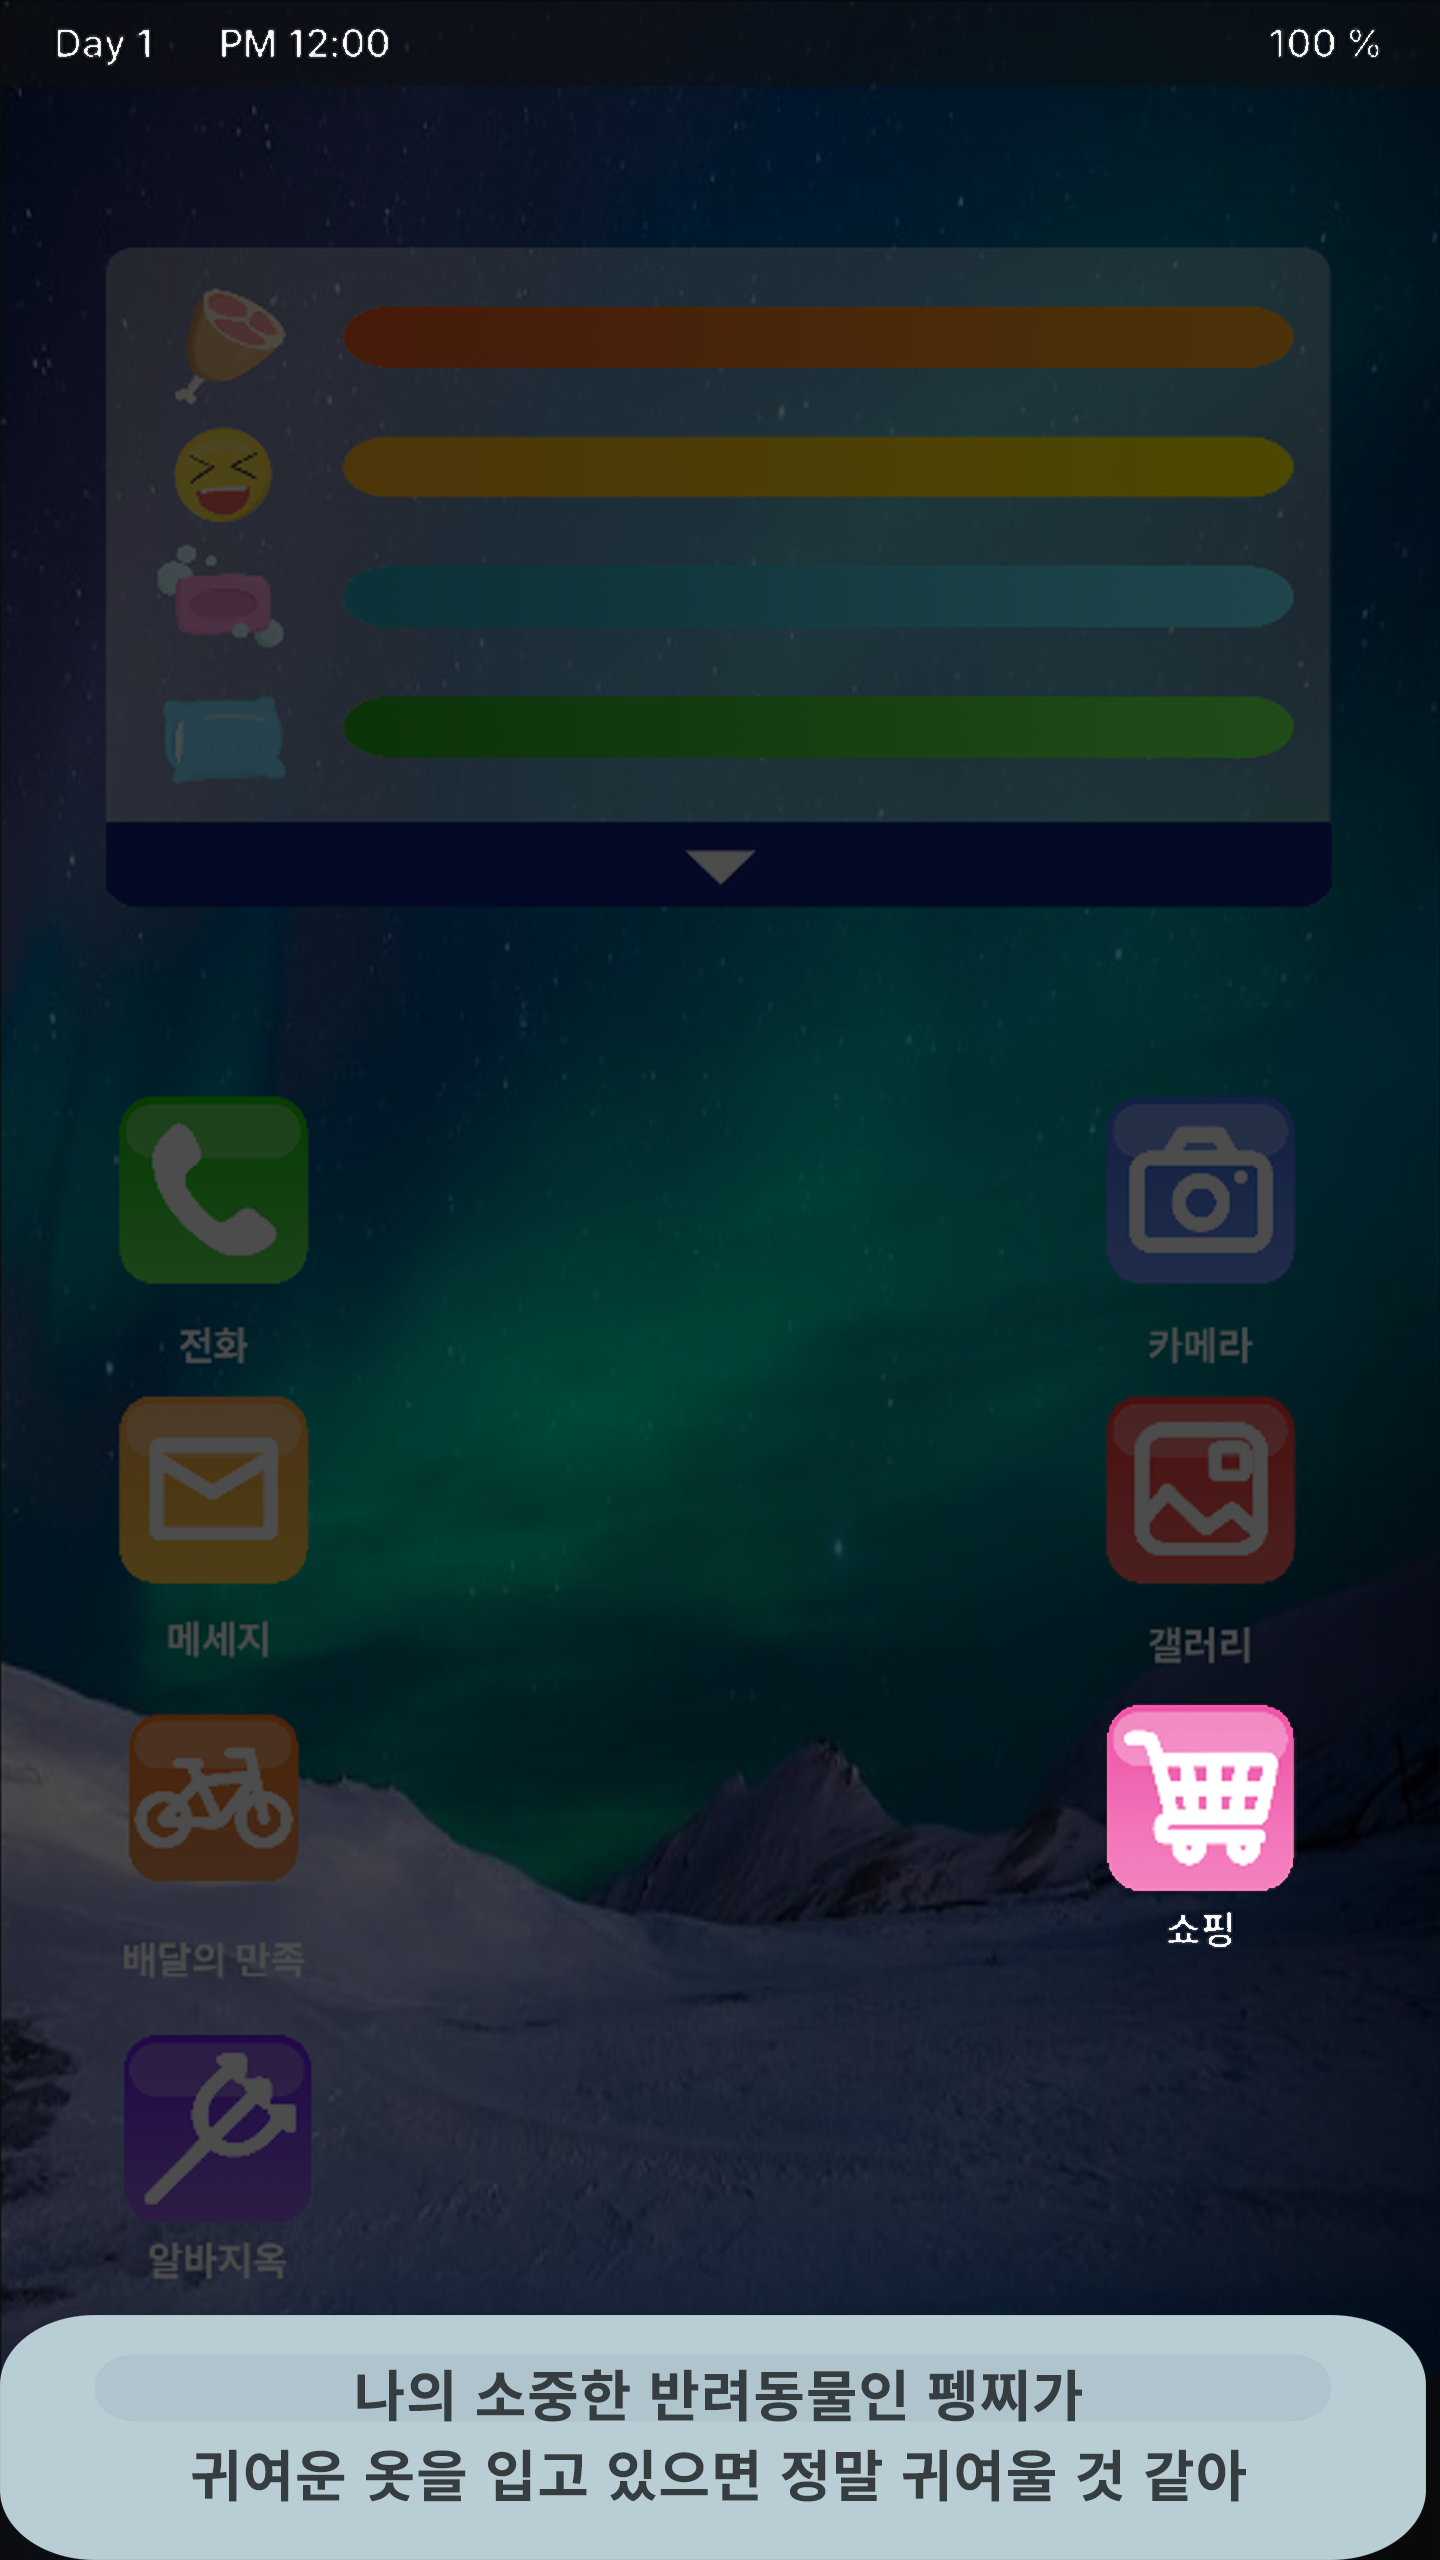 Day 1 PM 12:00 100 %
전화 카메라
메세지 갤러리
쇼핑
배달의 만족
알바지옥
나의 소중한 반려동물인 펭찌가
귀여운 옷을 입고 있으면 정말 귀여울 것 같아